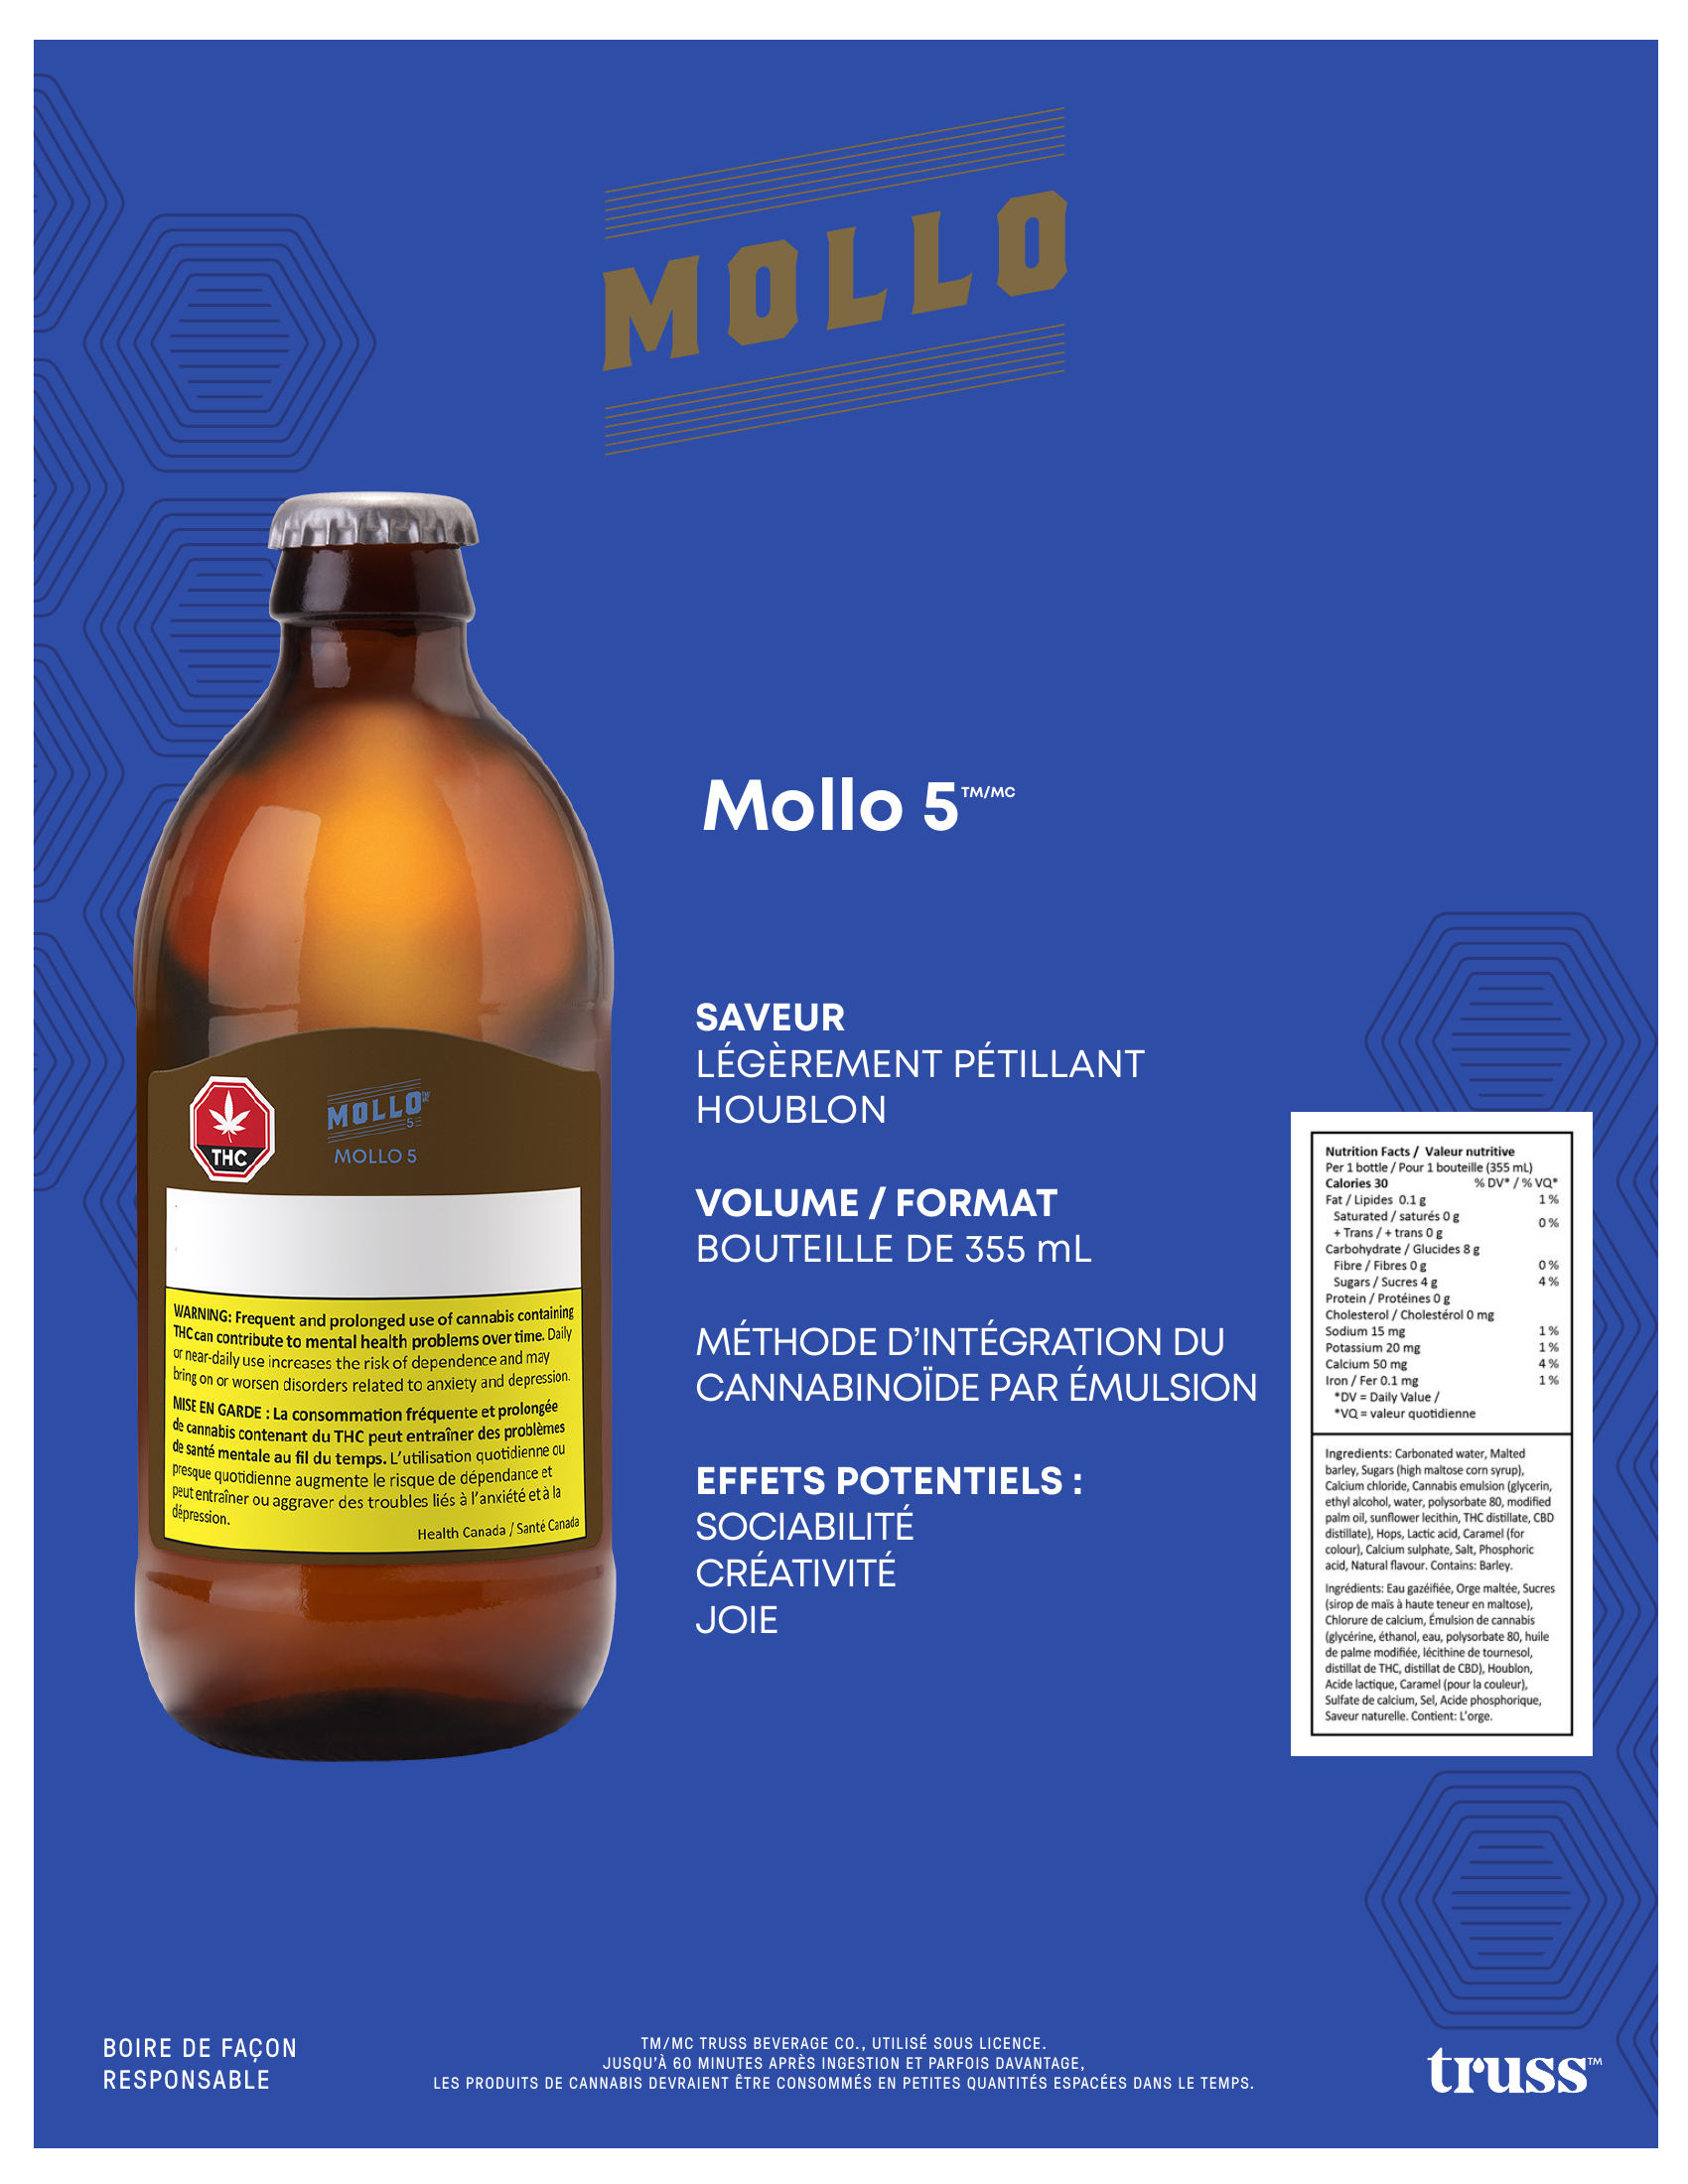 MOLLO
Mollo 5 TM/MC
SAVEUR
LÉGÈREMENT PÉTILLANT
HOUBLON
VOLUME / FORMAT
BOUTEILLE DE 355 mL
MÉTHODE D'INTÉGRATION DU
CANNABINOÏDE PAR ÉMULSION
EFFETS POTENTIELS :
SOCIABILITÉ
CRÉATIVITÉ
JOIE
THC
MOLLO TM/MC
5
MOLLO 5
WARNING: Frequent and prolonged use of cannabis containing
THC can contribute to mental health problems over time. Daily
or near-daily use increases the risk of dependence and may
bring on or worsen disorders related to anxiety and depression.
MISE EN GARDE : La consommation fréquente et prolongée
de cannabis contenant du THC peut entraîner des problèmes
de santé mentale au fil du temps. L'utilisation quotidienne ou
presque quotidienne augmente le risque de dépendance et
peut entraîner ou aggraver des troubles liés à l'anxiété et à la
dépression.
Health Canada / Santé Canada
Nutrition Facts / Valeur nutritive
Per 1 bottle / Pour 1 bouteille (355 mL)
Calories 30 % DV* / % VQ*
Fat / Lipides 0.1 g 1 %
Saturated / saturés 0 g
+ Trans / + trans 0 g 0 %
Carbohydrate / Glucides 8 g
Fibre / Fibres 0 g 0 %
Sugars / Sucres 4 g 4 %
Protein / Protéines 0 g
Cholesterol / Cholestérol 0 mg
Sodium 15 mg 1 %
Potassium 20 mg 1 %
Calcium 50 mg 4 %
Iron / Fer 0.1 mg 1 %
*DV = Daily Value /
*VQ = valeur quotidienne
Ingredients: Carbonated water, Malted
barley, Sugars (high maltose corn syrup),
Calcium chloride, Cannabis emulsion (glycerin,
ethyl alcohol, water, polysorbate 80, modified
palm oil, sunflower lecithin, THC distillate, CBD
distillate), Hops, Lactic acid, Caramel (for
colour), Calcium sulphate, Salt, Phosphoric
acid, Natural flavour. Contains: Barley.
Ingrédients: Eau gazéifiée, Orge maltée, Sucres
(sirop de maïs à haute teneur en maltose),
Chlorure de calcium, Émulsion de cannabis
(glycérine, éthanol, eau, polysorbate 80, huile
de palme modifiée, lécithine de tournesol,
distillat de THC, distillat de CBD), Houblon,
Acide lactique, Caramel (pour la couleur),
Sulfate de calcium, Sel, Acide phosphorique,
Saveur naturelle. Contient: L'orge.
BOIRE DE FAÇON
RESPONSABLE
TM/MC TRUSS BEVERAGE CO., UTILISÉ SOUS LICENCE.
JUSQU'À 60 MINUTES APRÈS INGESTION ET PARFOIS DAVANTAGE,
LES PRODUITS DE CANNABIS DEVRAIENT ÊTRE CONSOMMÉS EN PETITES QUANTITÉS ESPACÉES DANS LE TEMPS.
truss™